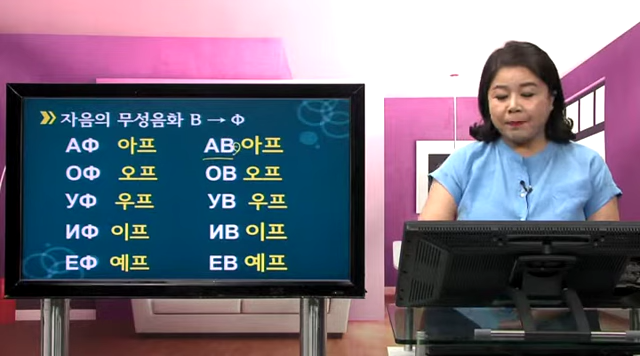 자음의 무성음화 В → Ф
АФ 아프 АВ 아프
ОФ 오프 ОВ 오프
УФ 우프 УВ 우프
ИФ 이프 ИВ 이프
ЕФ 예프 ЕВ 예프